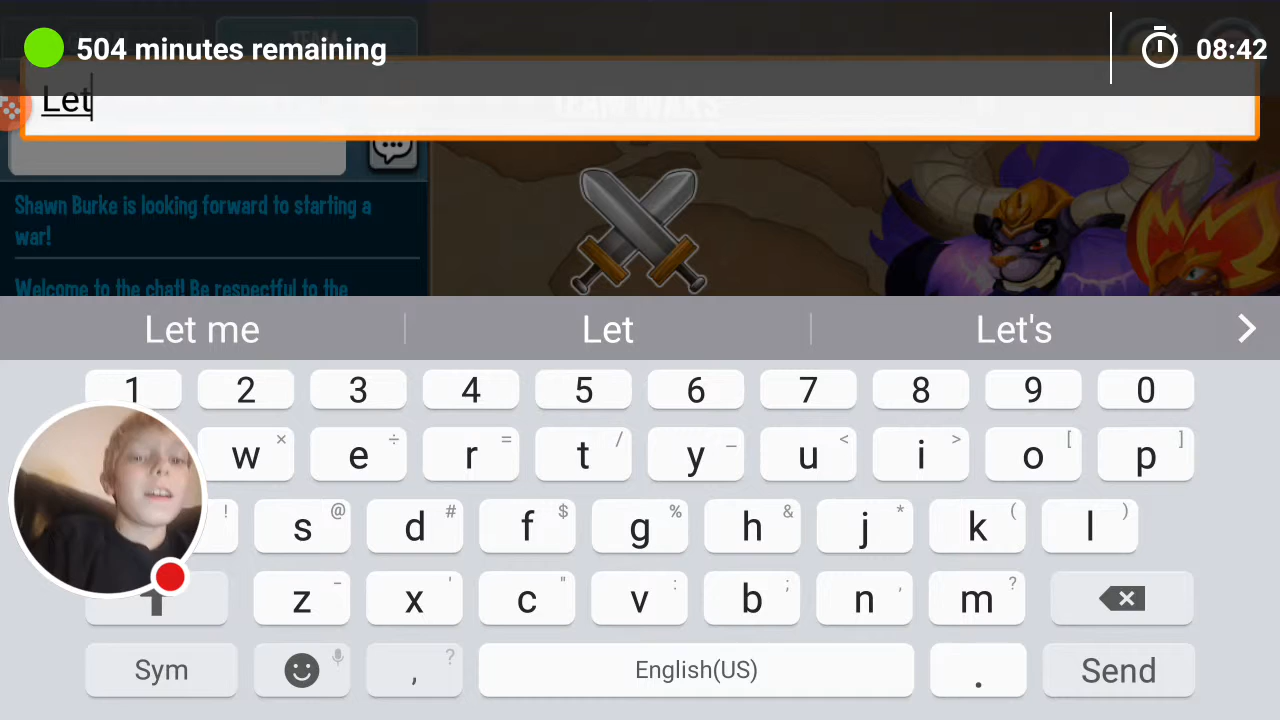 504 minutes remaining
08:42
TEAM
Let
TEAM WARS
Shawn Burke is looking forward to starting a
war!
Welcome to the chat! Be respectful to the
Let me
Let
Let's
1 2 3 4 5 6 7 8 9 0
w × e ÷ r = t / y _ u < i > o [ p ]
! s @ d # f $ g % h & j * k ( l )
z - x ' c " v : b ; n , m ?
Sym , ? English(US) . Send